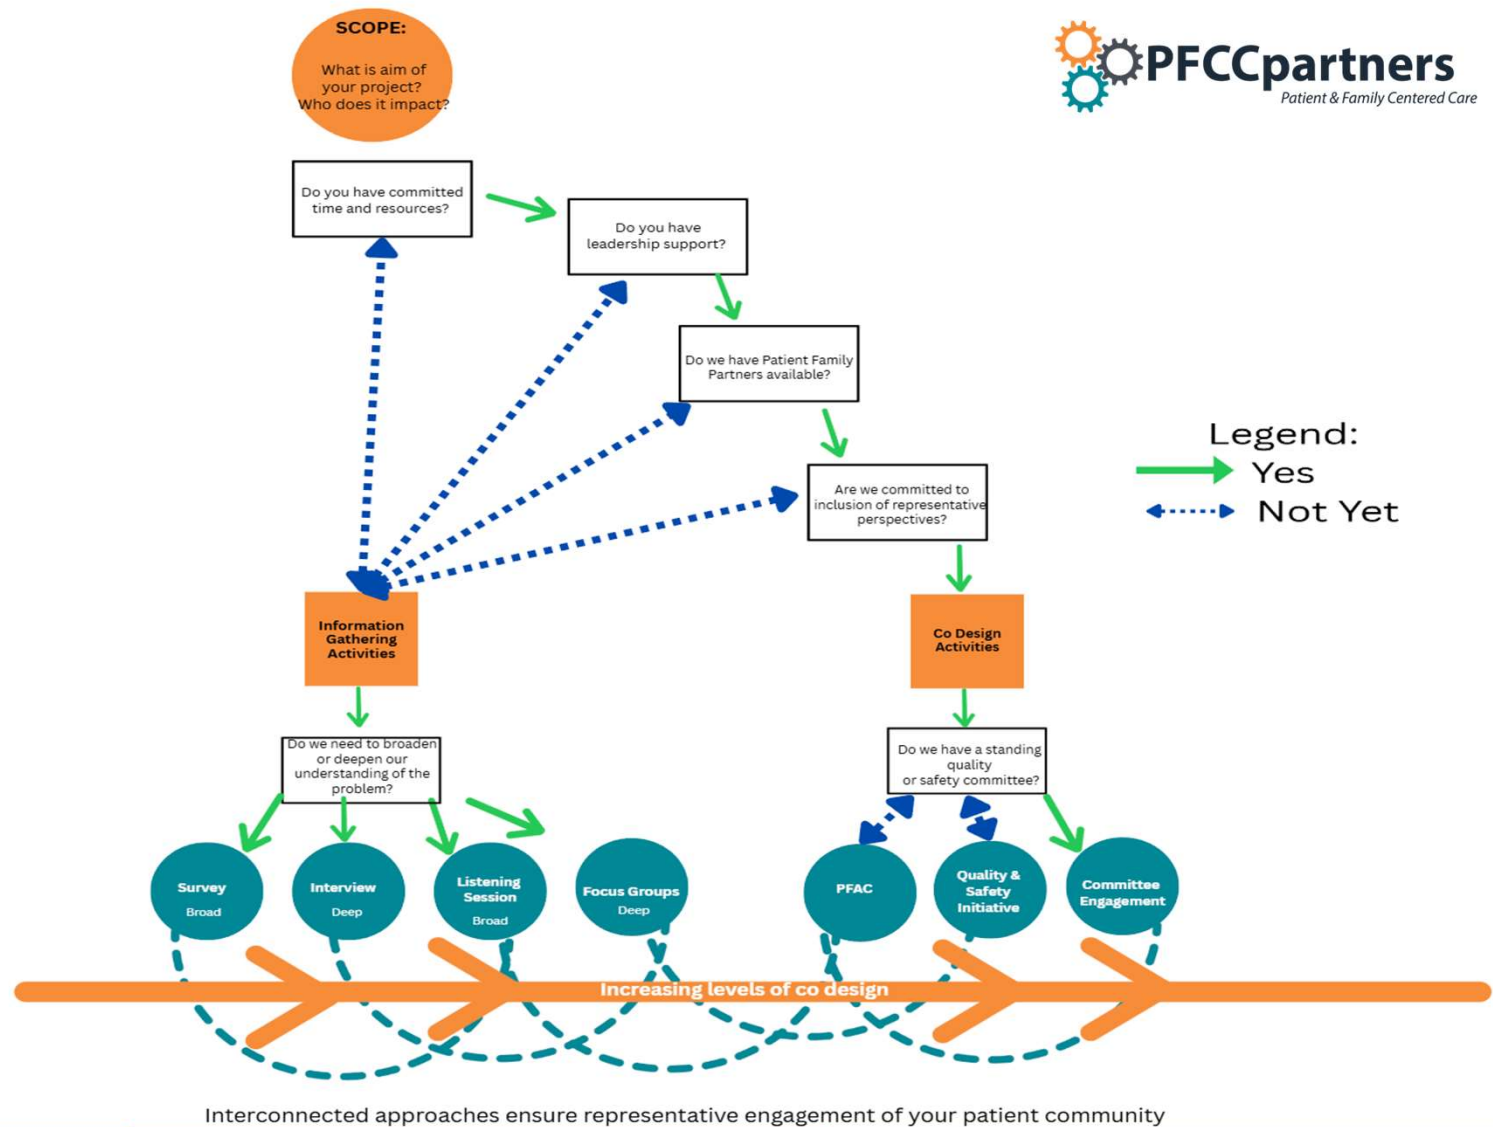 SCOPE:
What is aim of
your project?
Who does it impact?
PFCCpartners
Patient & Family Centered Care
Do you have committed
time and resources?
Do you have
leadership support?
Do we have Patient Family
Partners available?
Legend:
Yes
Not Yet
Are we committed to
inclusion of representative
perspectives?
Information
Gathering
Activities
Co Design
Activities
Do we need to broaden
or deepen our
understanding of the
problem?
Do we have a standing
quality
or safety committee?
Survey
Broad
Interview
Deep
Listening
Session
Broad
Focus Groups
Deep
PFAC
Quality &
Safety
Initiative
Committee
Engagement
Increasing levels of co design
Interconnected approaches ensure representative engagement of your patient community